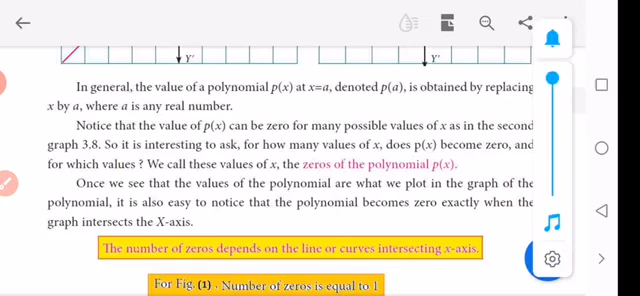 Y′ Y′
In general, the value of a polynomial p(x) at x=a, denoted p(a), is obtained by replacing
x by a, where a is any real number.
Notice that the value of p(x) can be zero for many possible values of x as in the second
graph 3.8. So it is interesting to ask, for how many values of x, does p(x) become zero, and
for which values ? We call these values of x, the zeros of the polynomial p(x).
Once we see that the values of the polynomial are what we plot in the graph of the
polynomial, it is also easy to notice that the polynomial becomes zero exactly when the
graph intersects the X-axis.
The number of zeros depends on the line or curves intersecting x-axis.
For Fig. (1) , Number of zeros is equal to 1